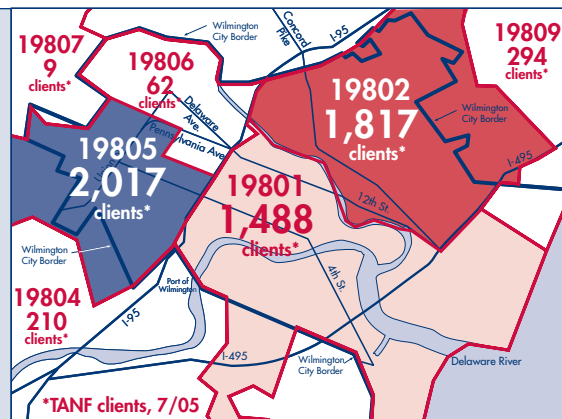 19807
9
clients*
Wilmington
City Border
Concord
Pike
I-95
19809
294
clients*
19806
62
clients*
Delaware
Ave.
Pennsylvania Ave.
19802
1,817
clients*
Wilmington
City Border
I-495
19805
2,017
clients*
19801
1,488
clients*
12th St.
4th St.
Wilmington
City Border
Port of
Wilmington
19804
210
clients*
I-95
I-495
Wilmington
City Border
Delaware River
*TANF clients, 7/05